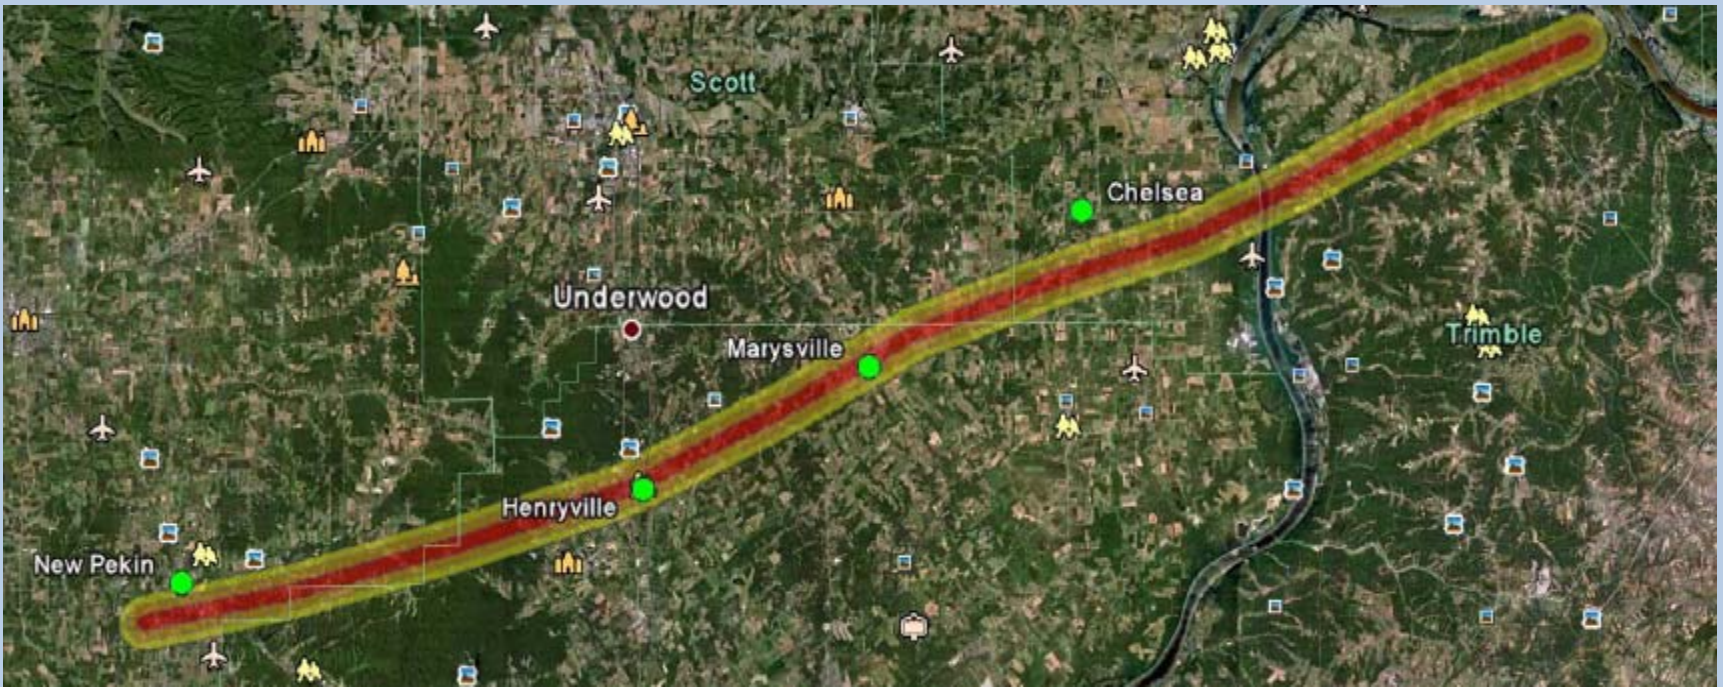 Scott
Chelsea
Underwood
Marysville
Trimble
Henryville
New Pekin